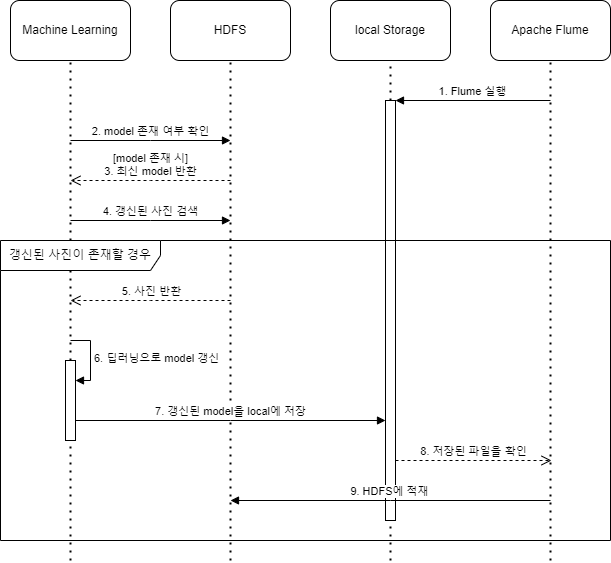 Machine Learning
HDFS
local Storage
Apache Flume
1. Flume 실행
2. model 존재 여부 확인
[model 존재 시]
3. 최신 model 반환
4. 갱신된 사진 검색
갱신된 사진이 존재할 경우
5. 사진 반환
6. 딥러닝으로 model 갱신
7. 갱신된 model을 local에 저장
8. 저장된 파일을 확인
9. HDFS에 적재